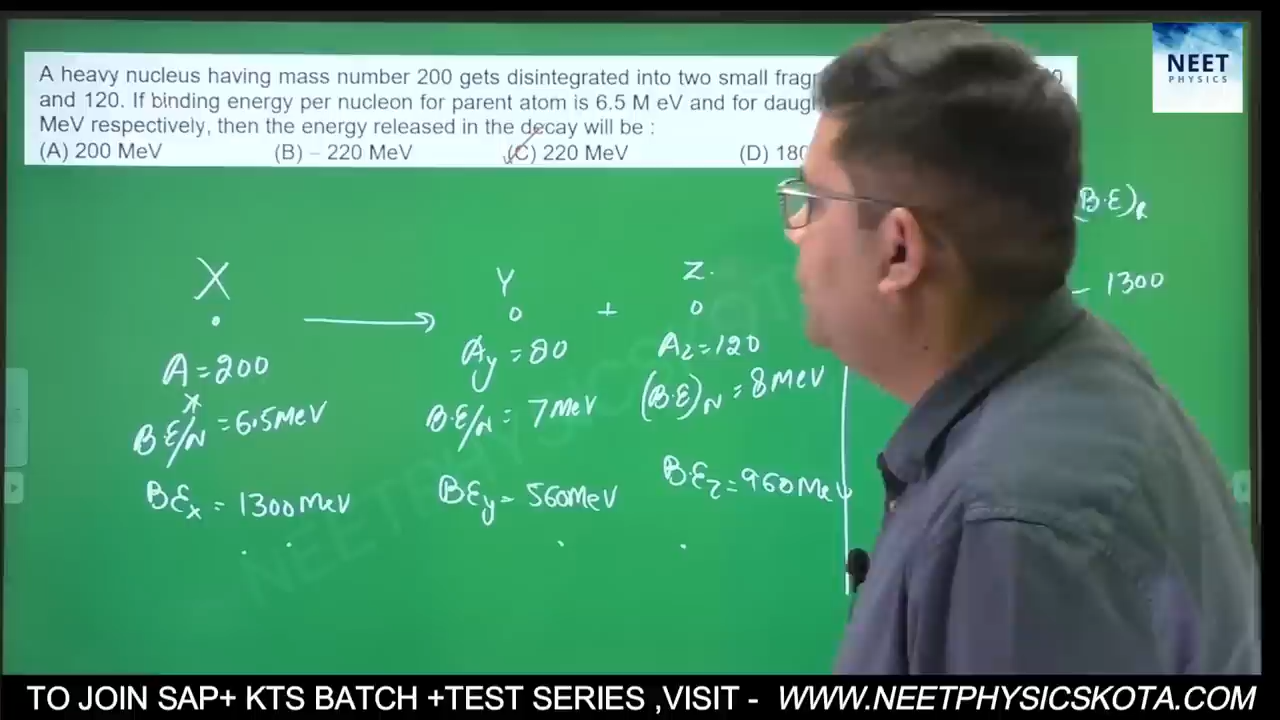 A heavy nucleus having mass number 200 gets disintegrated into two small
and 120. If binding energy per nucleon for parent atom is 6.5 M eV and for
MeV respectively, then the energy released in the decay will be :
(A) 200 MeV (B) – 220 MeV (C) 220 MeV (D)
NEET
PHYSICS
(B.E)R
- 1300
X → Y + Z
A = 200 Ay = 80 Az = 120
B.E/N = 6.5MeV B.E/N = 7MeV (B.E)N = 8MeV
BEx = 1300MeV BEy = 560MeV BEz = 960MeV
NEETPHYSICSKOTA
TO JOIN SAP+ KTS BATCH +TEST SERIES ,VISIT - WWW.NEETPHYSICSKOTA.COM